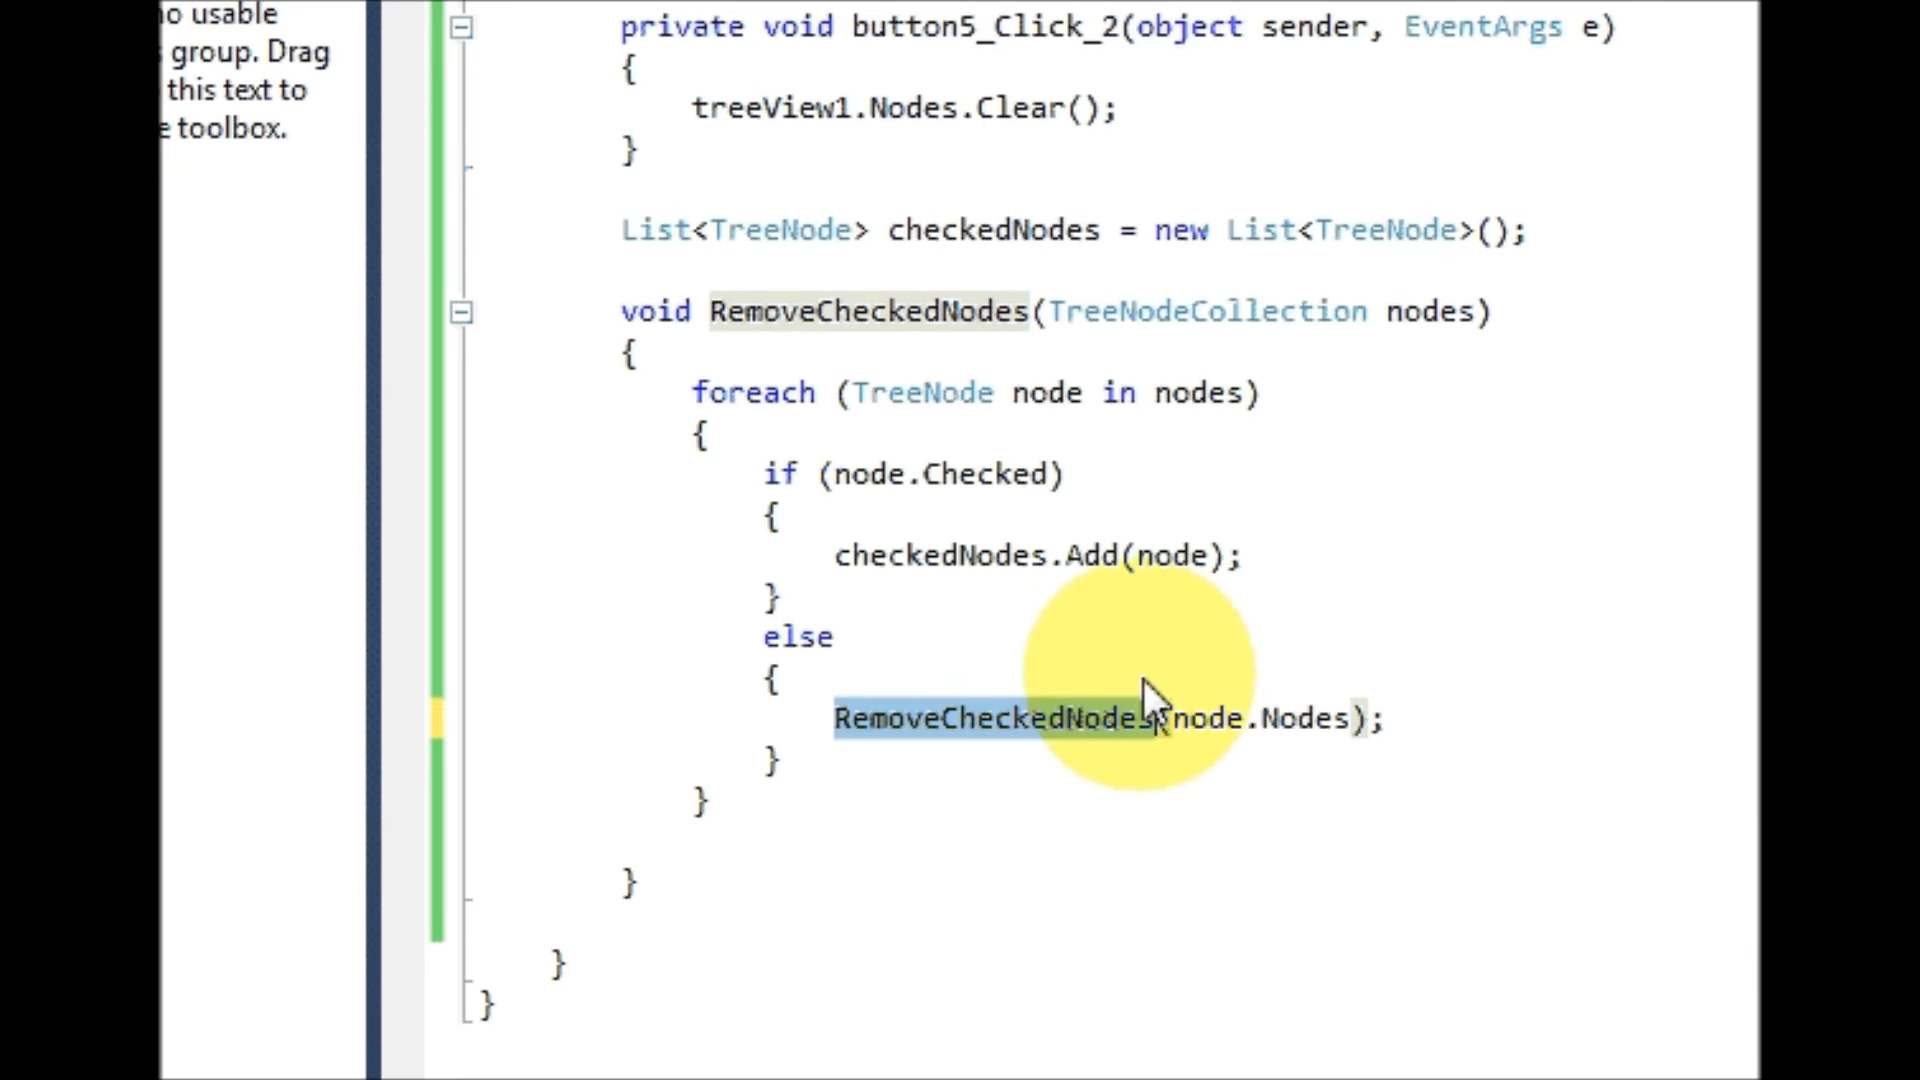 no usable
group. Drag
this text to
e toolbox.
private void button5_Click_2(object sender, EventArgs e)
{
treeView1.Nodes.Clear();
}
List<TreeNode> checkedNodes = new List<TreeNode>();
void RemoveCheckedNodes(TreeNodeCollection nodes)
{
foreach (TreeNode node in nodes)
{
if (node.Checked)
{
checkedNodes.Add(node);
}
else
{
RemoveCheckedNodes(node.Nodes);
}
}
}
}
}